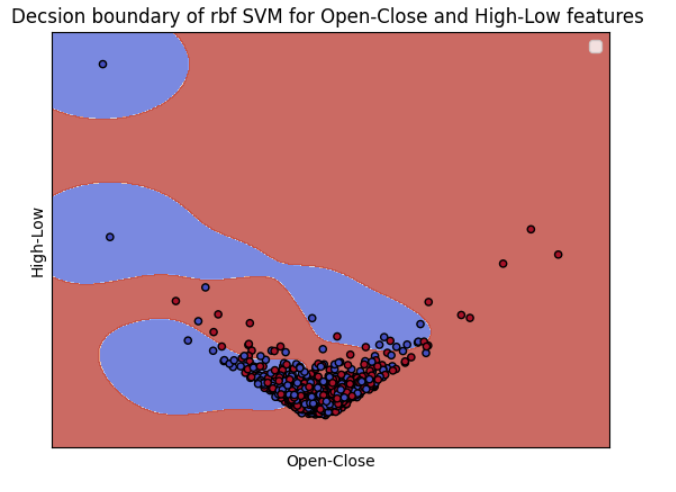 Decsion boundary of rbf SVM for Open-Close and High-Low features
High-Low
Open-Close